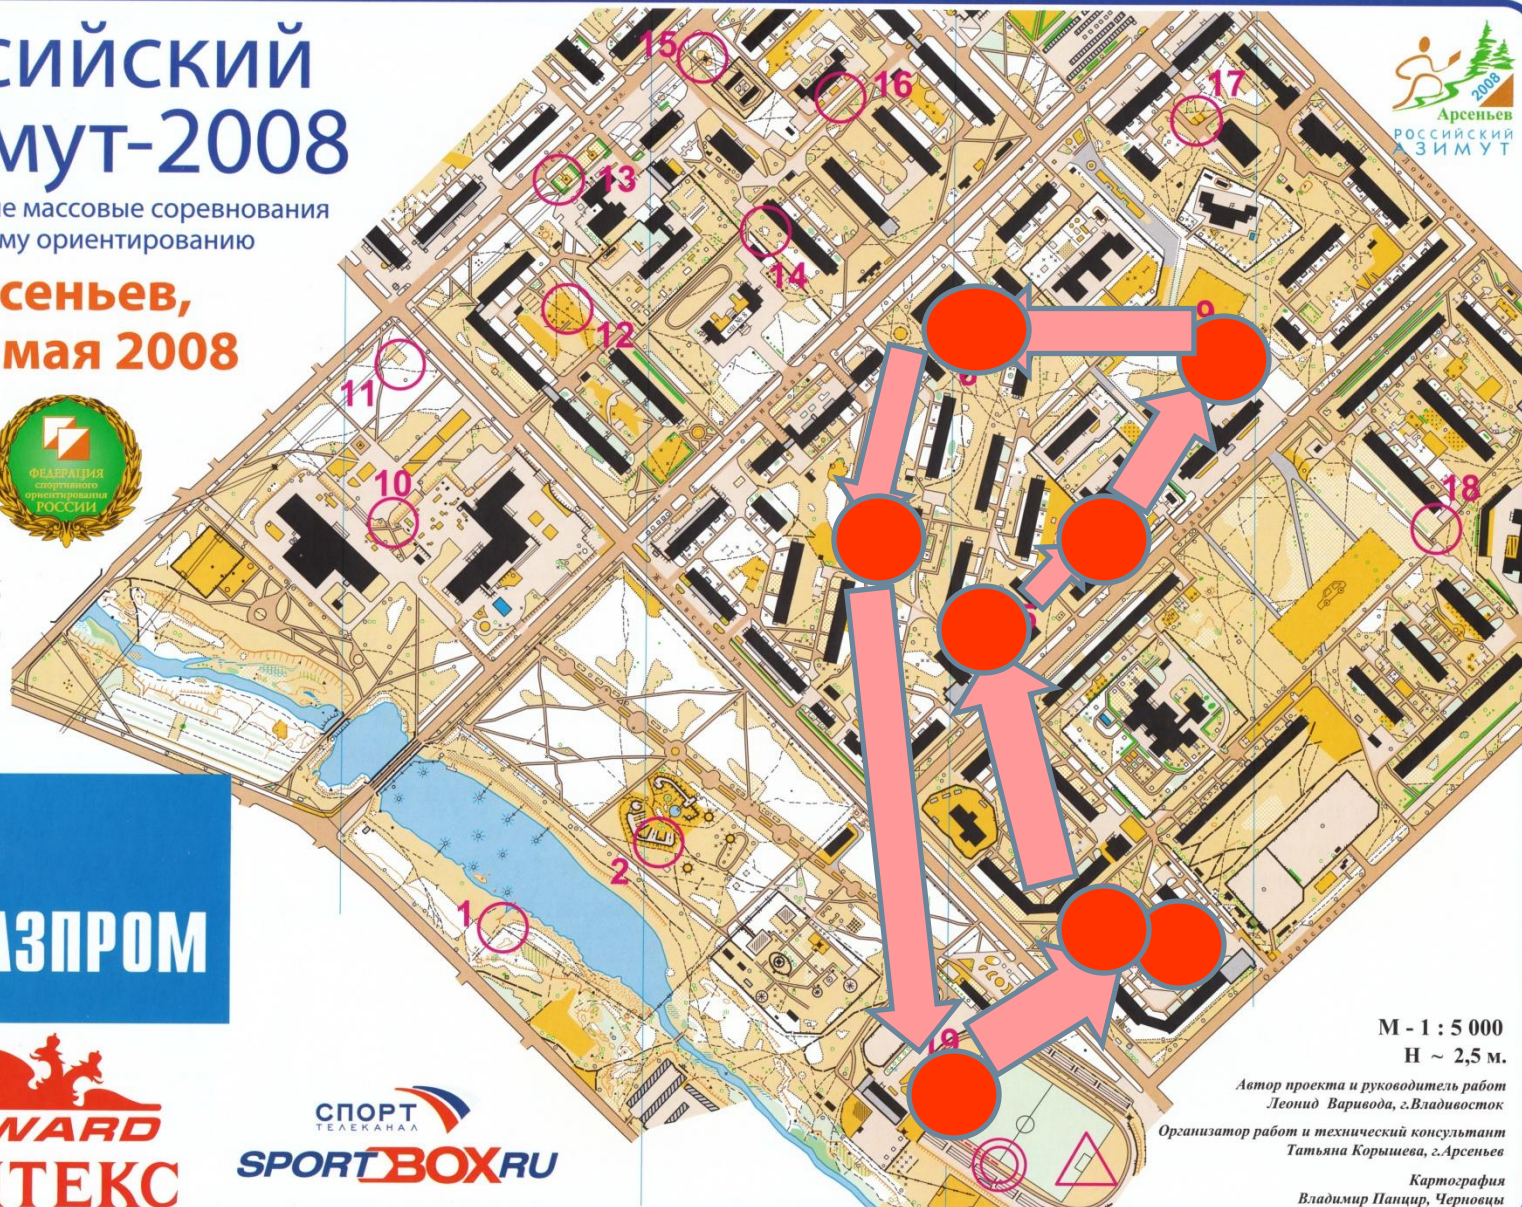 сийский
мут-2008
ые массовые соревнования
му ориентированию
сеньев,
мая 2008
ФЕДЕРАЦИЯ
спортивного
ориентирования
РОССИИ
АЗПРОМ
WARD
ТЕКС
СПОРТ
ТЕЛЕКАНАЛ
SPORTBOXRU
2008
Арсеньев
РОССИЙСКИЙ
АЗИМУТ
15
16
17
13
14
12
11
9
10
18
2
1
19
М - 1 : 5 000
Н ~ 2,5 м.
Автор проекта и руководитель работ
Леонид Варивода, г.Владивосток
Организатор работ и технический консультант
Татьяна Корышева, г.Арсеньев
Картография
Владимир Панцир, Черновцы